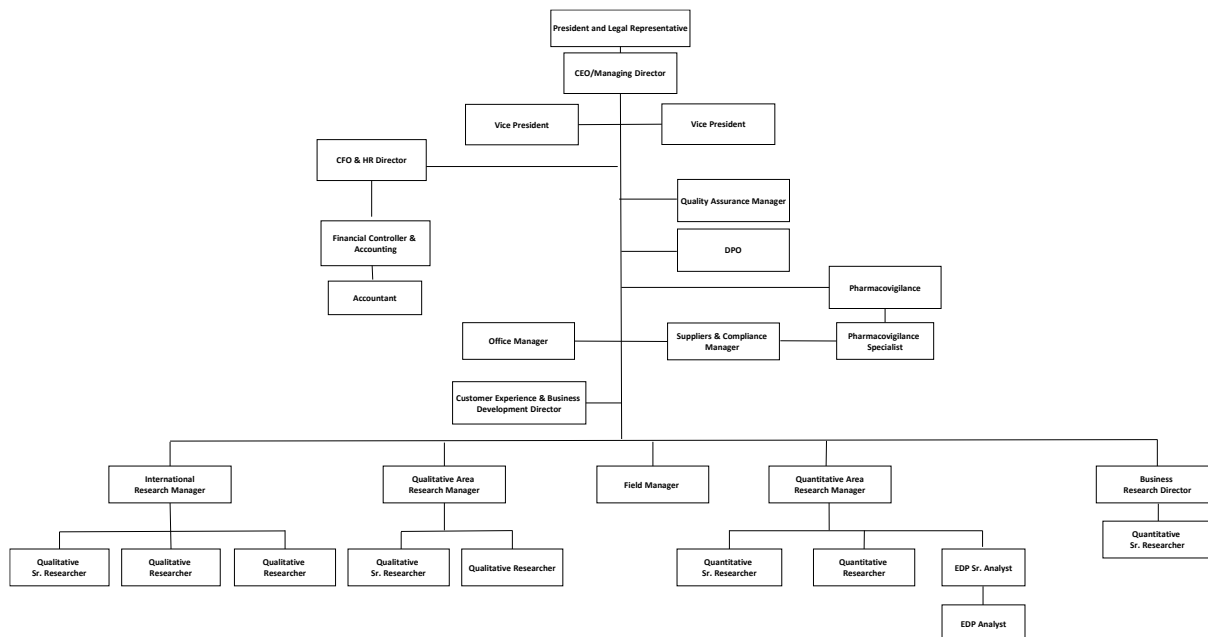 President and Legal Representative
CEO/Managing Director
Vice President
Vice President
CFO & HR Director
Quality Assurance Manager
Financial Controller &
Accounting
DPO
Accountant
Pharmacovigilance
Office Manager
Suppliers & Compliance
Manager
Pharmacovigilance
Specialist
Customer Experience & Business
Development Director
International
Research Manager
Qualitative Area
Research Manager
Field Manager
Quantitative Area
Research Manager
Business
Research Director
Qualitative
Sr. Researcher
Qualitative
Researcher
Qualitative
Researcher
Qualitative
Sr. Researcher
Qualitative Researcher
Quantitative
Sr. Researcher
Quantitative
Researcher
EDP Sr. Analyst
Quantitative
Sr. Researcher
EDP Analyst